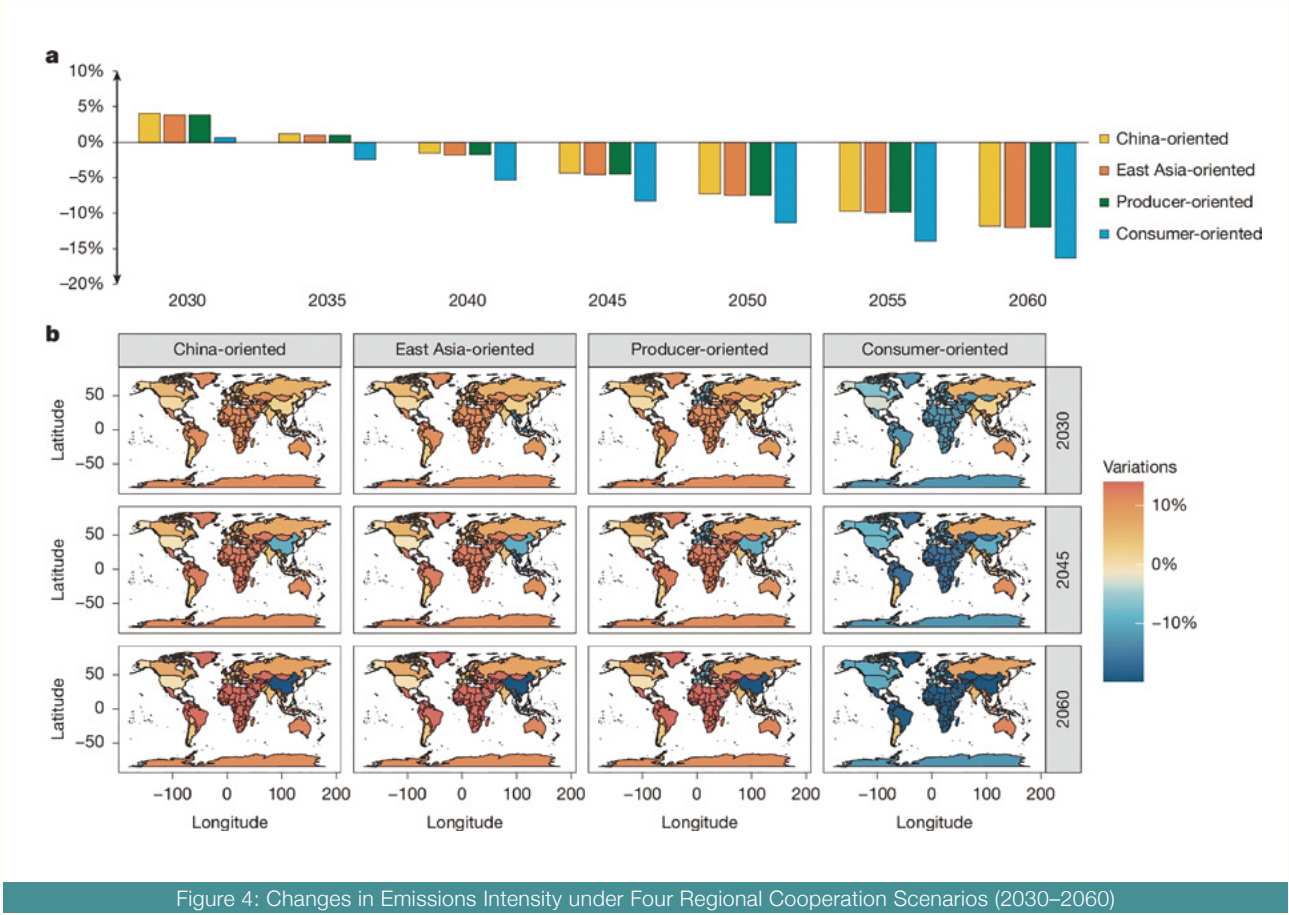 a
10%
5%
0%
−5%
−10%
−15%
−20%
2030 2035 2040 2045 2050 2055 2060
China-oriented
East Asia-oriented
Producer-oriented
Consumer-oriented
b
China-oriented East Asia-oriented Producer-oriented Consumer-oriented
Latitude
50
0
−50
2030
Latitude
50
0
−50
2045
Latitude
50
0
−50
2060
−100 0 100 200 −100 0 100 200 −100 0 100 200 −100 0 100 200
Longitude Longitude Longitude Longitude
Variations
10%
0%
−10%
Figure 4: Changes in Emissions Intensity under Four Regional Cooperation Scenarios (2030–2060)